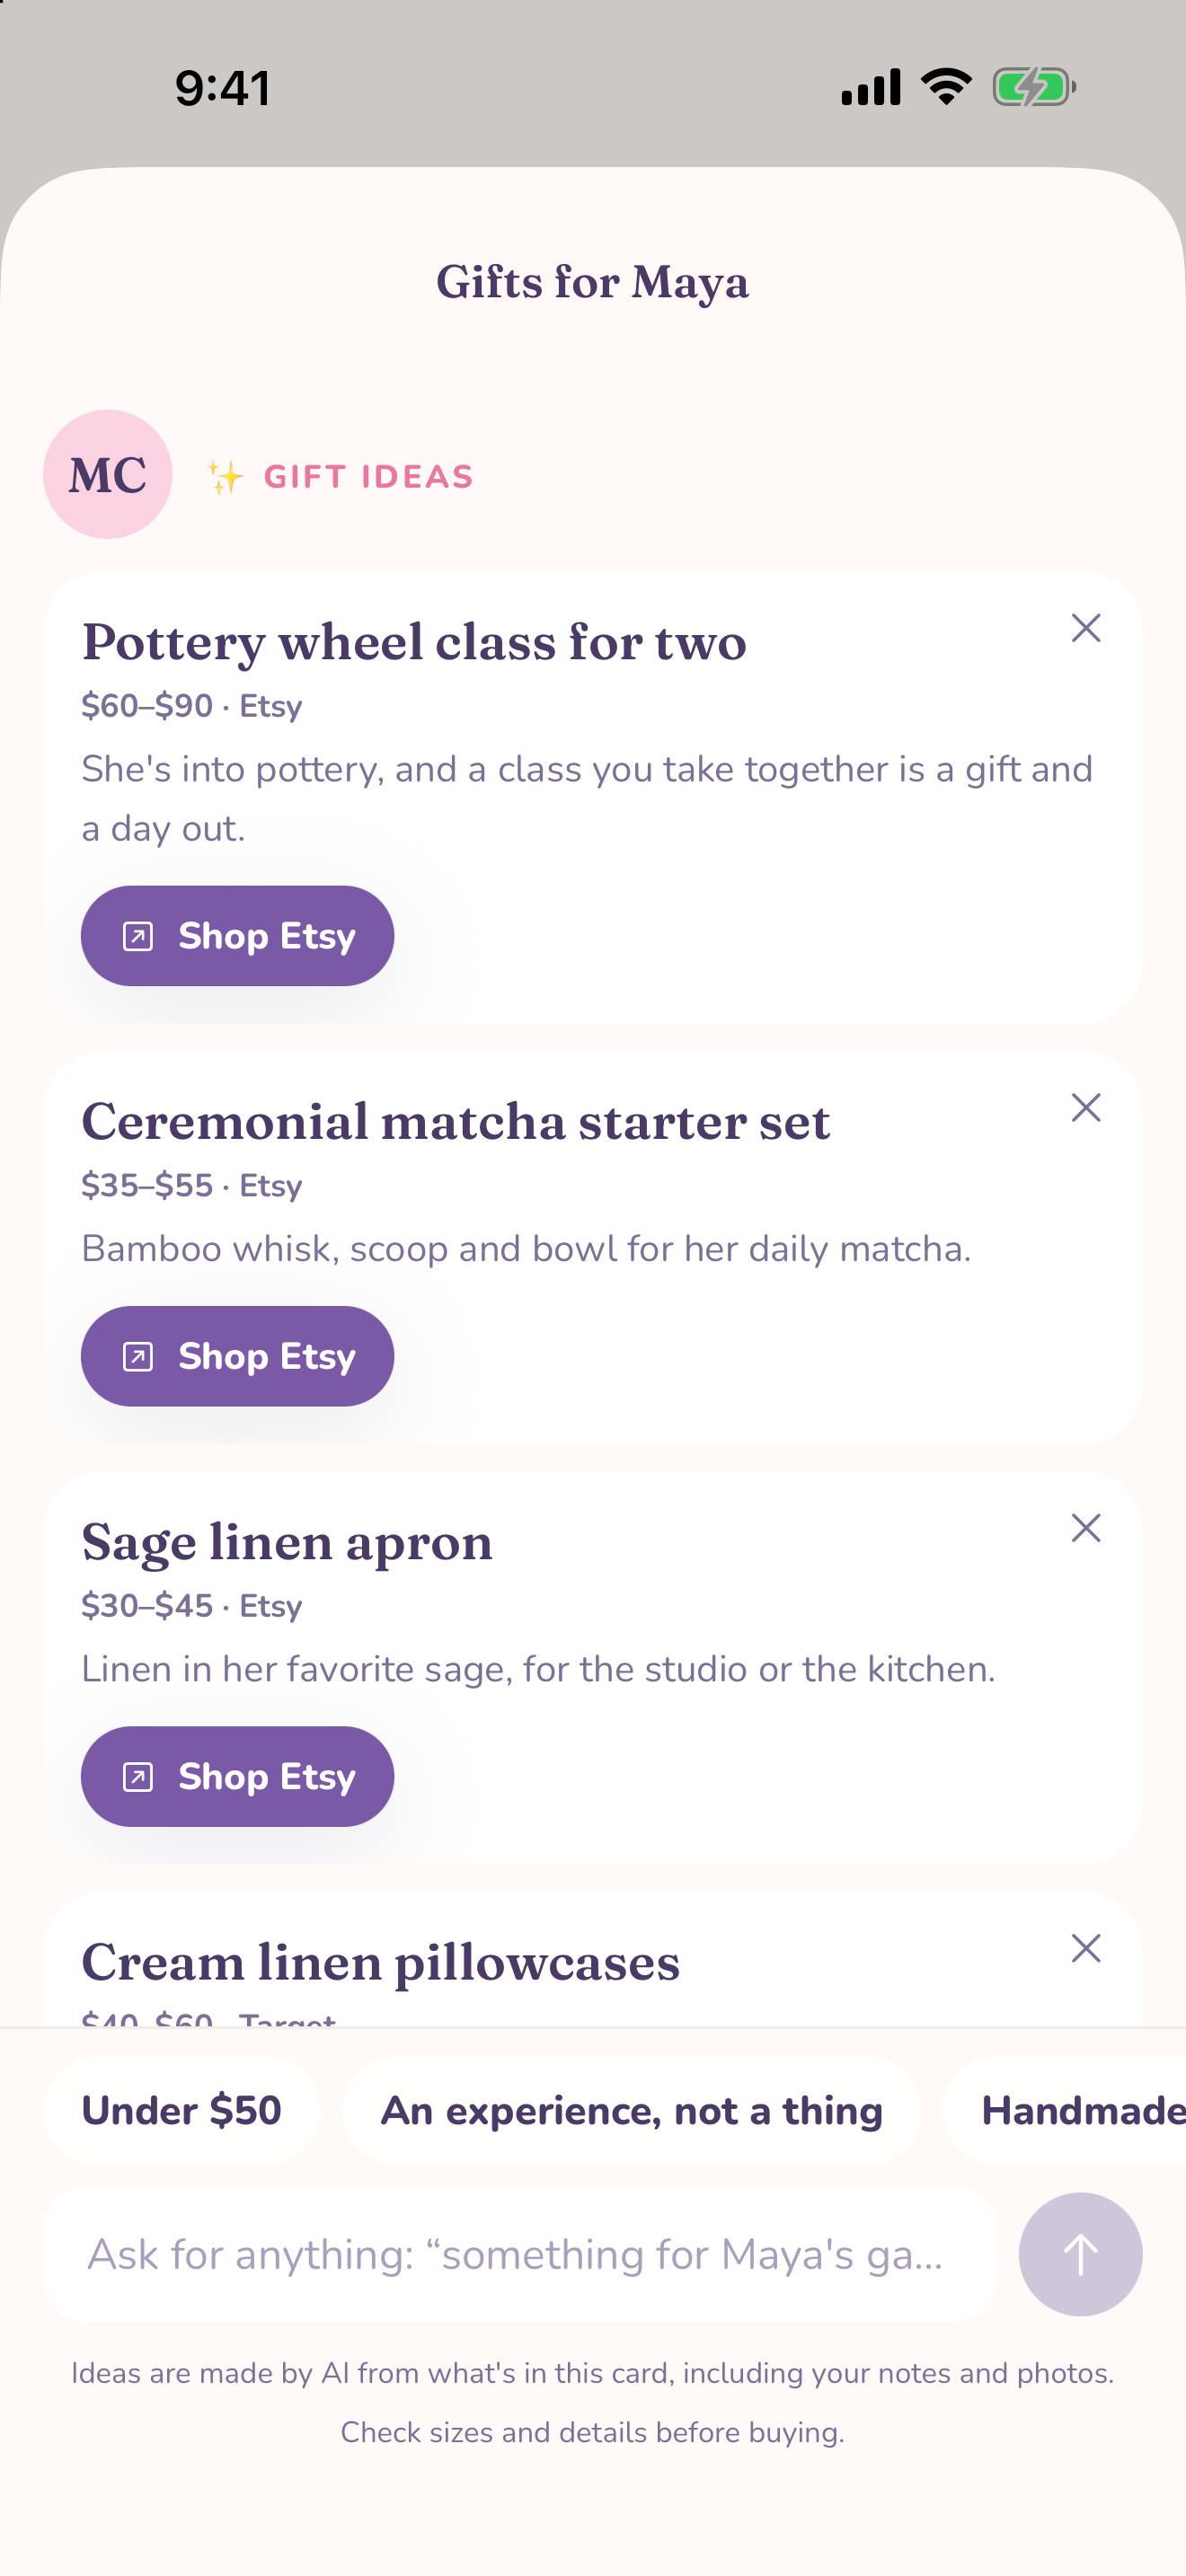 9:41
Gifts for Maya
MC
✨ GIFT IDEAS
Pottery wheel class for two
$60–$90 · Etsy
She's into pottery, and a class you take together is a gift and
a day out.
Shop Etsy
Ceremonial matcha starter set
$35–$55 · Etsy
Bamboo whisk, scoop and bowl for her daily matcha.
Shop Etsy
Sage linen apron
$30–$45 · Etsy
Linen in her favorite sage, for the studio or the kitchen.
Shop Etsy
Cream linen pillowcases
$40–$60 · Target
Under $50
An experience, not a thing
Handmade
Ask for anything: “something for Maya's ga...
Ideas are made by AI from what's in this card, including your notes and photos.
Check sizes and details before buying.